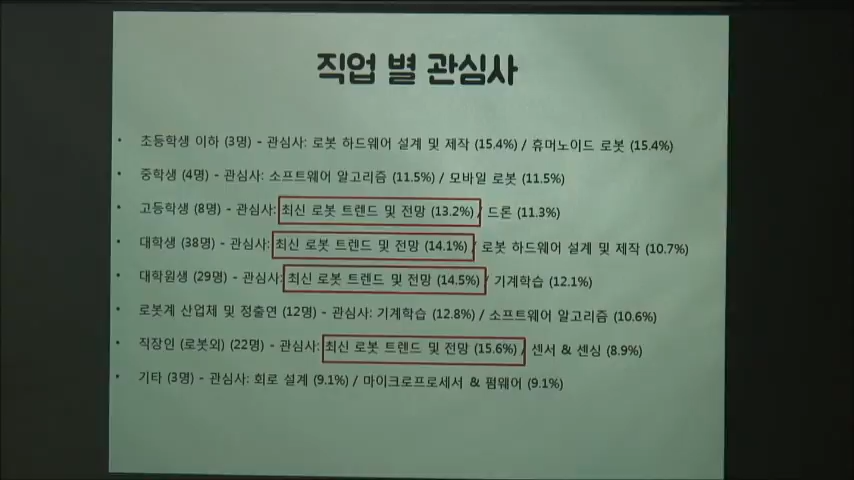 직업 별 관심사
• 초등학생 이하 (3명) - 관심사: 로봇 하드웨어 설계 및 제작 (15.4%) / 휴머노이드 로봇 (15.4%)
• 중학생 (4명) - 관심사: 소프트웨어 알고리즘 (11.5%) / 모바일 로봇 (11.5%)
• 고등학생 (8명) - 관심사: 최신 로봇 트렌드 및 전망 (13.2%) / 드론 (11.3%)
• 대학생 (38명) - 관심사: 최신 로봇 트렌드 및 전망 (14.1%) / 로봇 하드웨어 설계 및 제작 (10.7%)
• 대학원생 (29명) - 관심사: 최신 로봇 트렌드 및 전망 (14.5%) / 기계학습 (12.1%)
• 로봇계 산업체 및 정출연 (12명) - 관심사: 기계학습 (12.8%) / 소프트웨어 알고리즘 (10.6%)
• 직장인 (로봇외) (22명) - 관심사: 최신 로봇 트렌드 및 전망 (15.6%) / 센서 & 센싱 (8.9%)
• 기타 (3명) - 관심사: 회로 설계 (9.1%) / 마이크로프로세서 & 펌웨어 (9.1%)